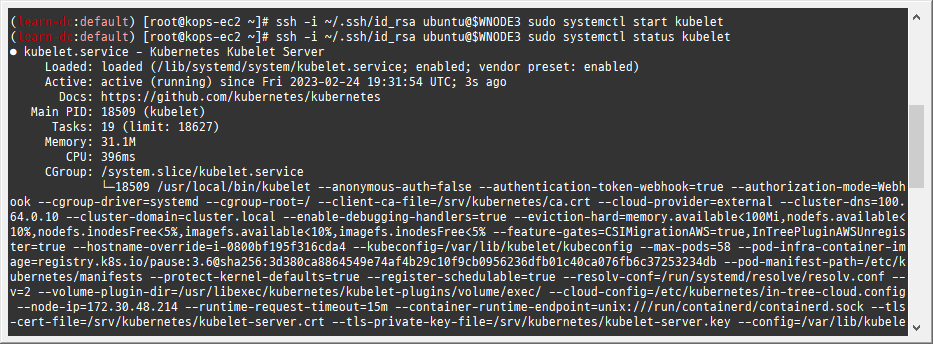 (learn-dc:default) [root@kops-ec2 ~]# ssh -i ~/.ssh/id_rsa ubuntu@$WNODE3 sudo systemctl start kubelet
(learn-dc:default) [root@kops-ec2 ~]# ssh -i ~/.ssh/id_rsa ubuntu@$WNODE3 sudo systemctl status kubelet
● kubelet.service - Kubernetes Kubelet Server
Loaded: loaded (/lib/systemd/system/kubelet.service; enabled; vendor preset: enabled)
Active: active (running) since Fri 2023-02-24 19:31:54 UTC; 3s ago
Docs: https://github.com/kubernetes/kubernetes
Main PID: 18509 (kubelet)
Tasks: 19 (limit: 18627)
Memory: 31.1M
CPU: 396ms
CGroup: /system.slice/kubelet.service
└─18509 /usr/local/bin/kubelet --anonymous-auth=false --authentication-token-webhook=true --authorization-mode=Webh
ook --cgroup-driver=systemd --cgroup-root=/ --client-ca-file=/srv/kubernetes/ca.crt --cloud-provider=external --cluster-dns=100.
64.0.10 --cluster-domain=cluster.local --enable-debugging-handlers=true --eviction-hard=memory.available<100Mi,nodefs.available<
10%,nodefs.inodesFree<5%,imagefs.available<10%,imagefs.inodesFree<5% --feature-gates=CSIMigrationAWS=true,InTreePluginAWSUnregis
ter=true --hostname-override=i-0800bf195f316cda4 --kubeconfig=/var/lib/kubelet/kubeconfig --max-pods=58 --pod-infra-container-im
age=registry.k8s.io/pause:3.6@sha256:3d380ca8864549e74af4b29c10f9cb0956236dfb01c40ca076fb6c37253234db --pod-manifest-path=/etc/k
ubernetes/manifests --protect-kernel-defaults=true --register-schedulable=true --resolv-conf=/run/systemd/resolve/resolv.conf --
v=2 --volume-plugin-dir=/usr/libexec/kubernetes/kubelet-plugins/volume/exec/ --cloud-config=/etc/kubernetes/in-tree-cloud.config
--node-ip=172.30.48.214 --runtime-request-timeout=15m --container-runtime-endpoint=unix:///run/containerd/containerd.sock --tls
-cert-file=/srv/kubernetes/kubelet-server.crt --tls-private-key-file=/srv/kubernetes/kubelet-server.key --config=/var/lib/kubele